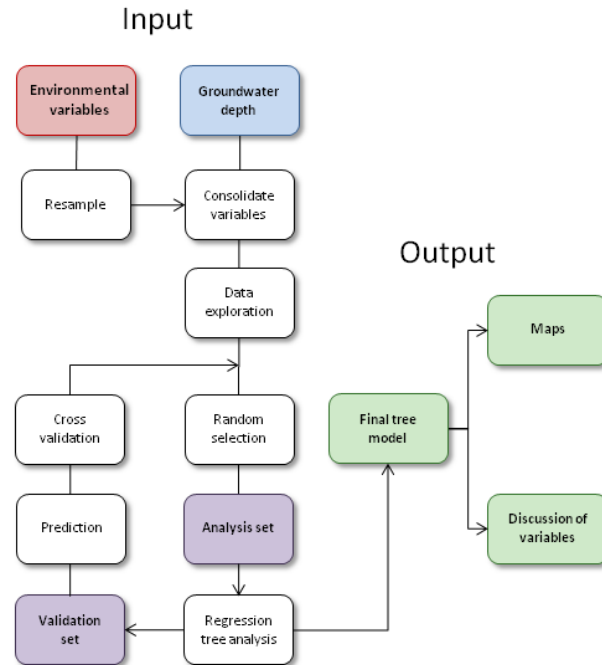 Input
Environmental
variables
Groundwater
depth
Resample
Consolidate
variables
Data
exploration
Output
Maps
Cross
validation
Random
selection
Final tree
model
Prediction
Analysis set
Discussion of
variables
Validation
set
Regression
tree analysis